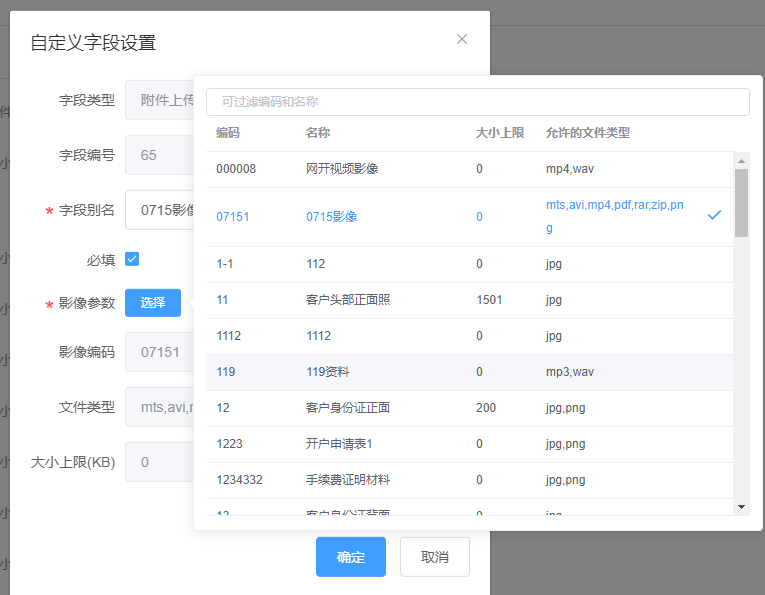 自定义字段设置
字段类型
附件上传
字段编号
65
* 字段别名
0715影像
必填
* 影像参数
选择
影像编码
07151
文件类型
mts,avi,m
大小上限(KB)
0
可过滤编码和名称
编码 名称 大小上限 允许的文件类型
000008 网开视频影像 0 mp4,wav
07151 0715影像 0 mts,avi,mp4,pdf,rar,zip,pn
g
1-1 112 0 jpg
11 客户头部正面照 1501 jpg
1112 1112 0 jpg
119 119资料 0 mp3,wav
12 客户身份证正面 200 jpg,png
1223 开户申请表1 0 jpg,png
1234332 手续费证明材料 0 jpg,png
13 客户身份证背面 0 jpg
确定
取消